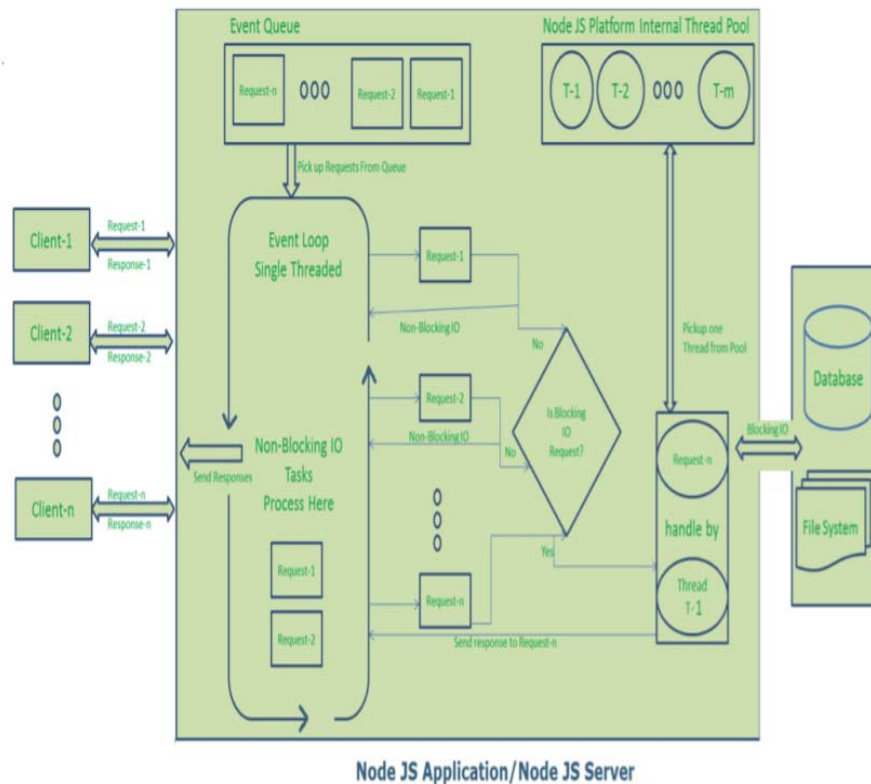 Event Queue
Node JS Platform Internal Thread Pool
Request-n
Request-2
Request-1
T-1
T-2
T-m
Pick up Requests From Queue
Client-1
Request-1
Response-1
Event Loop
Single Threaded
Request-1
Non-Blocking IO
No
Pickup one
Thread from Pool
Client-2
Request-2
Response-2
Request-2
Non-Blocking IO
No
Is Blocking
IO
Request?
Database
Blocking IO
Send Responses
Non-Blocking IO
Tasks
Process Here
Request-n
handle by
Thread
T-1
File System
Client-n
Request-n
Response-n
Request-1
Request-2
Request-n
Yes
Send response to Request-n
Node JS Application/Node JS Server